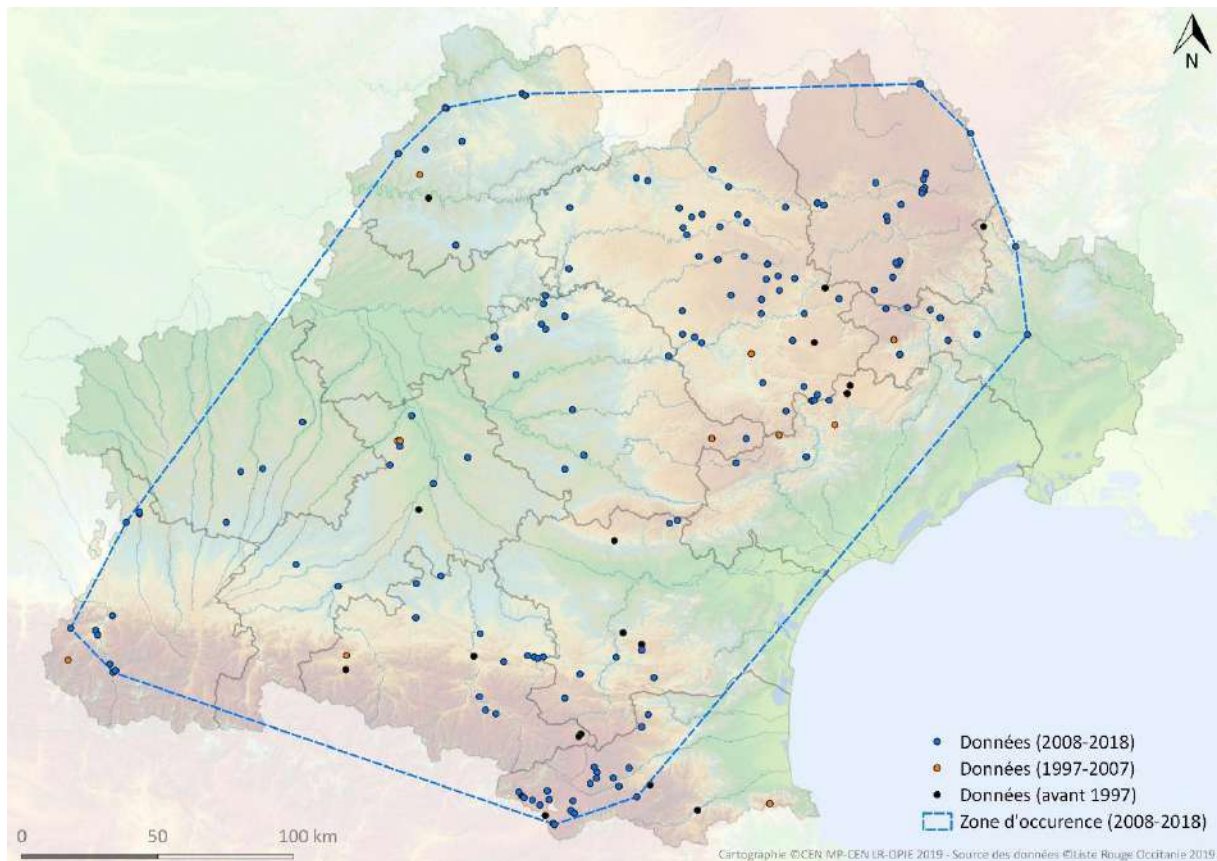 N
Données (2008-2018)
Données (1997-2007)
Données (avant 1997)
Zone d'occurence (2008-2018)
0 50 100 km
Cartographie ©CEN MP-CEN LR-OPIE 2019 - Source des données ©Liste Rouge Occitanie 2019